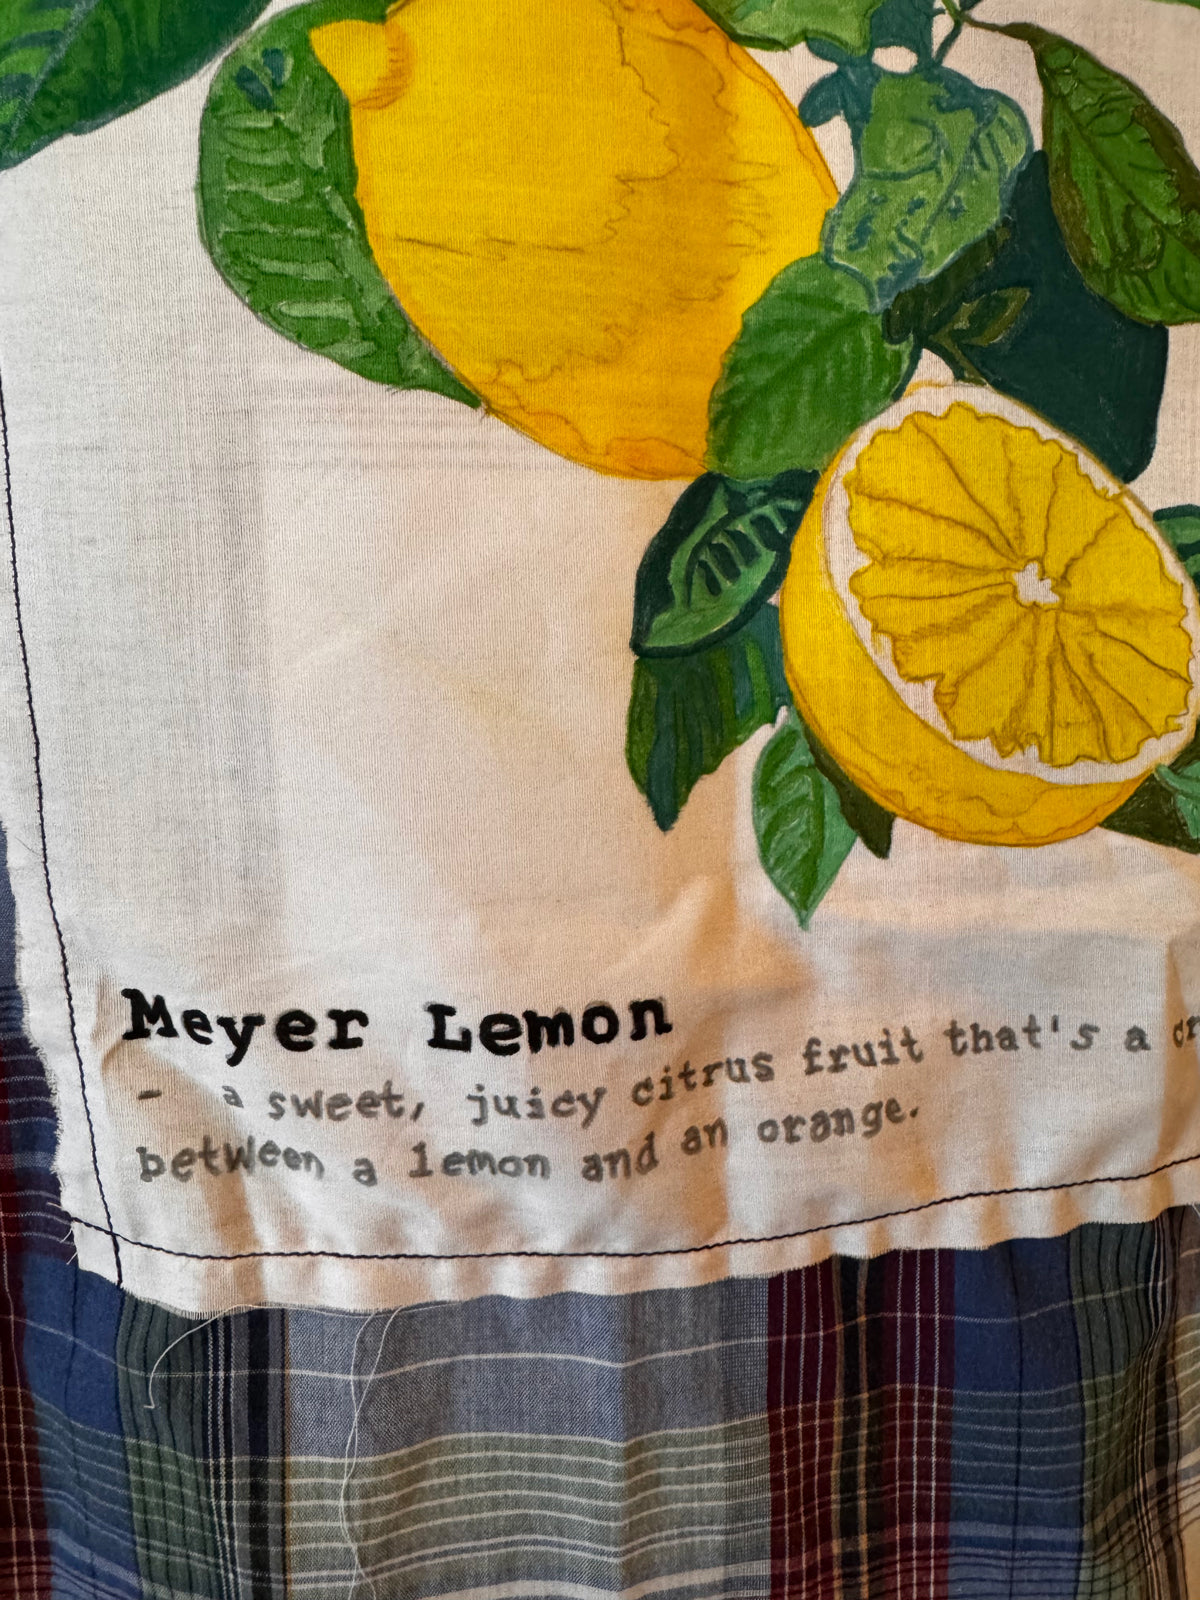 Meyer Lemon
- a sweet, juicy citrus fruit that's a
between a lemon and an orange.